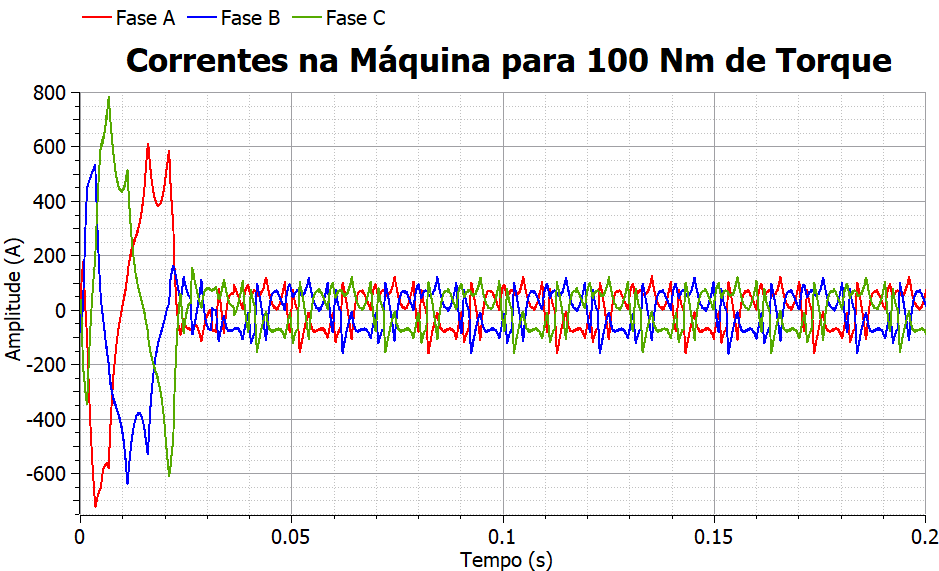 Fase A Fase B Fase C
Correntes na Máquina para 100 Nm de Torque
Amplitude (A)
800
600
400
200
0
-200
-400
-600
0 0.05 0.1 0.15 0.2
Tempo (s)